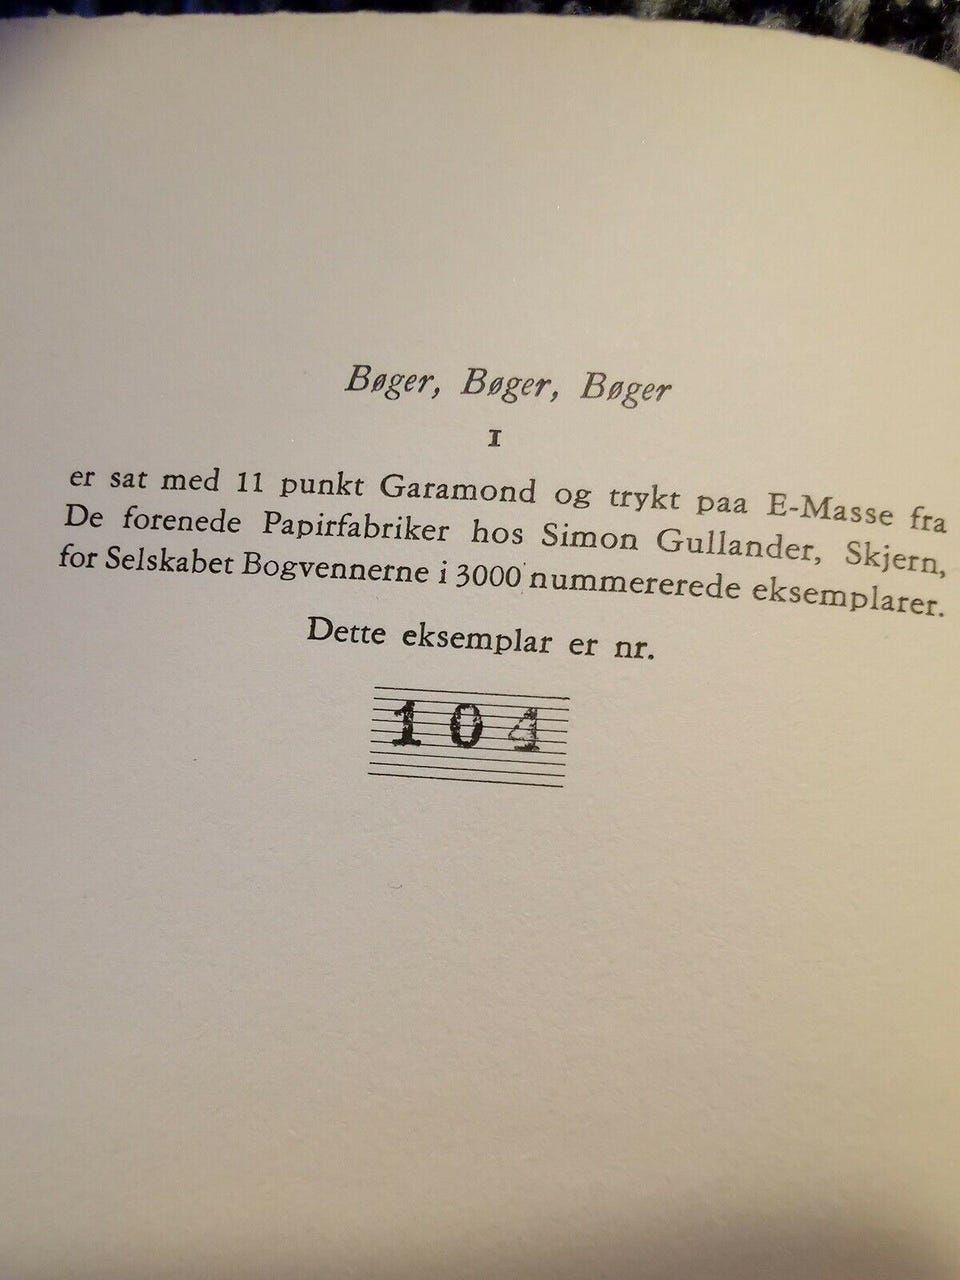 Bøger, Bøger, Bøger
I
er sat med 11 punkt Garamond og trykt paa E-Masse fra
De forenede Papirfabriker hos Simon Gullander, Skjern,
for Selskabet Bogvennerne i 3000 nummererede eksemplarer.
Dette eksemplar er nr.
104